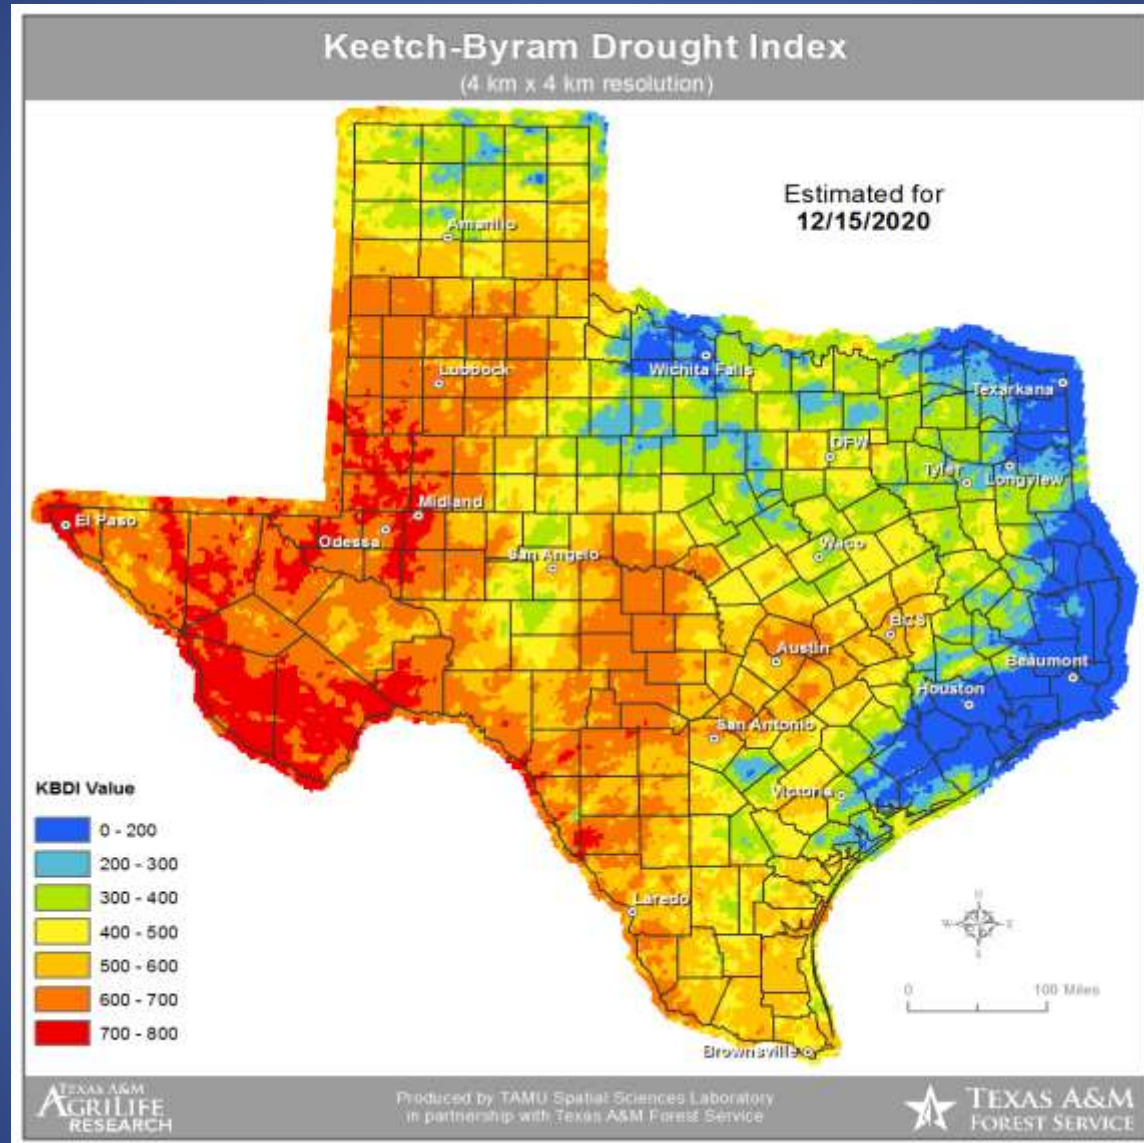 Keetch-Byram Drought Index
(4 km x 4 km resolution)
Estimated for
12/15/2020
Amarillo
Wichita Falls
Lubbock
Texarkana
DFW
Tyler
Longview
Midland
El Paso
Odessa
San Angelo
Waco
BCS
Austin
Beaumont
Houston
San Antonio
KBDI Value
Victoria
0 - 200
200 - 300
300 - 400
Laredo
400 - 500
N
W E
S
500 - 600
0 100 Miles
600 - 700
700 - 800
Brownsville
TEXAS A&M
AGRILIFE
RESEARCH
Produced by TAMU Spatial Sciences Laboratory
in partnership with Texas A&M Forest Service
TEXAS A&M
FOREST SERVICE